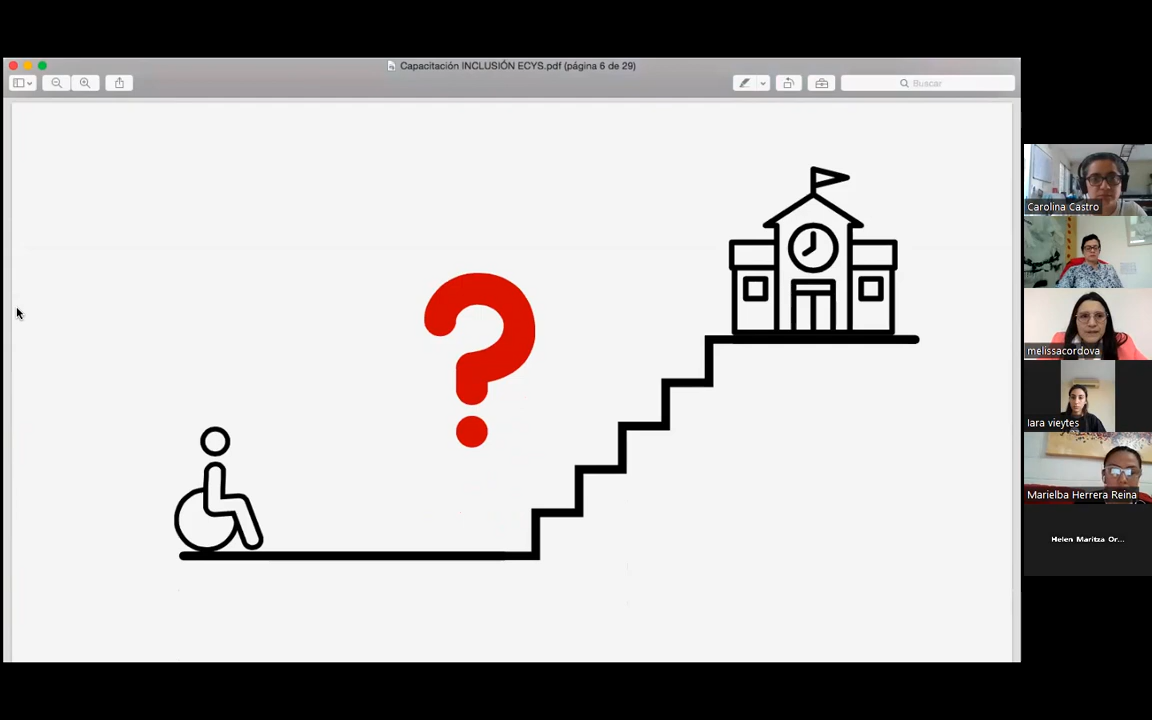 Capacitación INCLUSIÓN ECYS.pdf (página 6 de 29)
Buscar
?
Carolina Castro
melissacordova
lara vieytes
Marielba Herrera Reina
Helen Maritza Or...